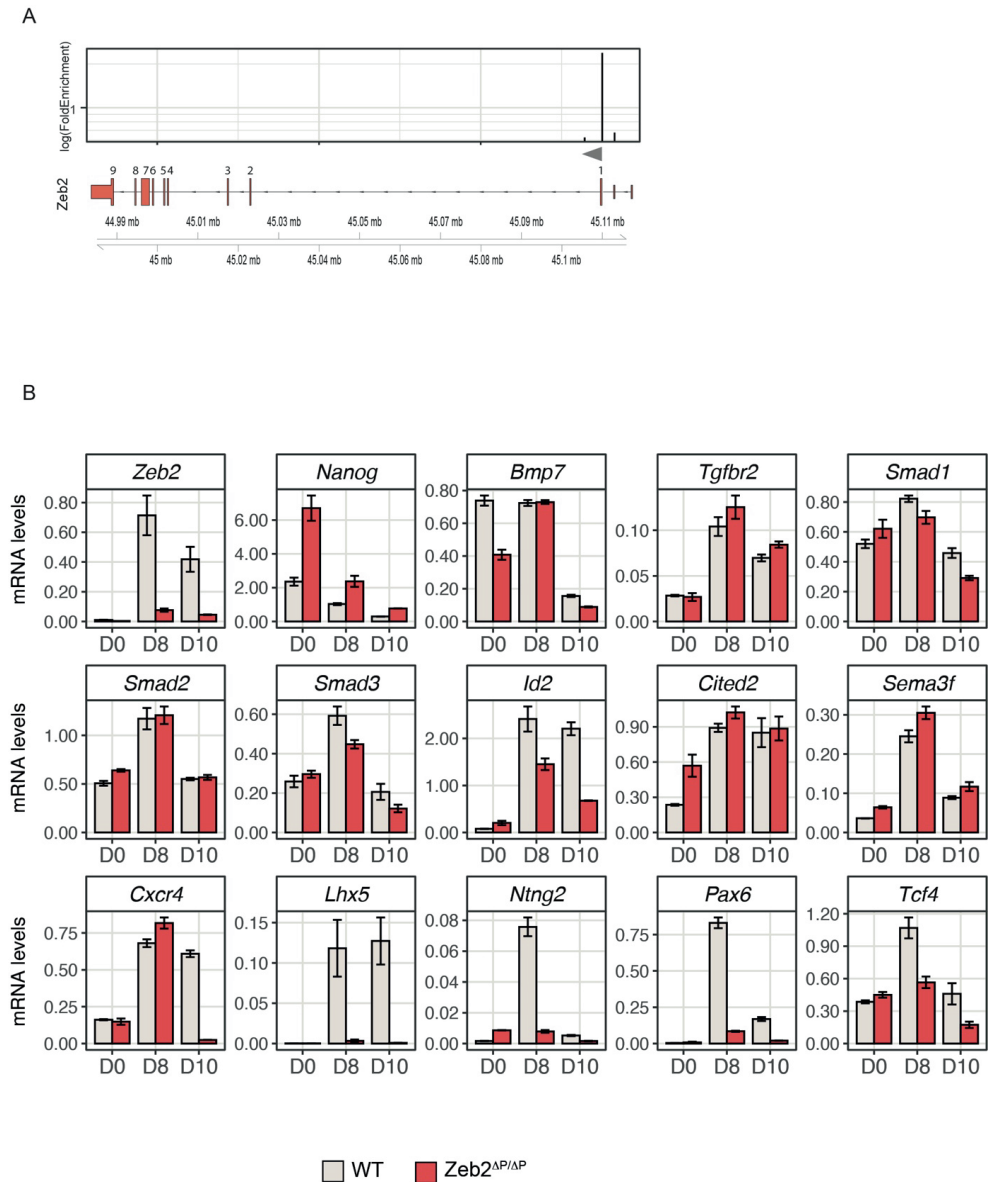 A
log(FoldEnrichment)
1
Zeb2
9 8 76 54 3 2 1
44.99 mb 45.01 mb 45.03 mb 45.05 mb 45.07 mb 45.09 mb 45.11 mb
45 mb 45.02 mb 45.04 mb 45.06 mb 45.08 mb 45.1 mb
B
mRNA levels
Zeb2
0.80
0.60
0.40
0.20
0.00
D0 D8 D10
Nanog
6.00
4.00
2.00
0.00
D0 D8 D10
Bmp7
0.80
0.60
0.40
0.20
0.00
D0 D8 D10
Tgfbr2
0.10
0.05
0.00
D0 D8 D10
Smad1
0.80
0.60
0.40
0.20
0.00
D0 D8 D10
mRNA levels
Smad2
1.00
0.50
0.00
D0 D8 D10
Smad3
0.60
0.40
0.20
0.00
D0 D8 D10
Id2
2.00
1.00
0.00
D0 D8 D10
Cited2
0.90
0.60
0.30
0.00
D0 D8 D10
Sema3f
0.30
0.20
0.10
0.00
D0 D8 D10
mRNA levels
Cxcr4
0.75
0.50
0.25
0.00
D0 D8 D10
Lhx5
0.15
0.10
0.05
0.00
D0 D8 D10
Ntng2
0.08
0.06
0.04
0.02
0.00
D0 D8 D10
Pax6
0.75
0.50
0.25
0.00
D0 D8 D10
Tcf4
1.20
0.90
0.60
0.30
0.00
D0 D8 D10
WT Zeb2ΔP/ΔP